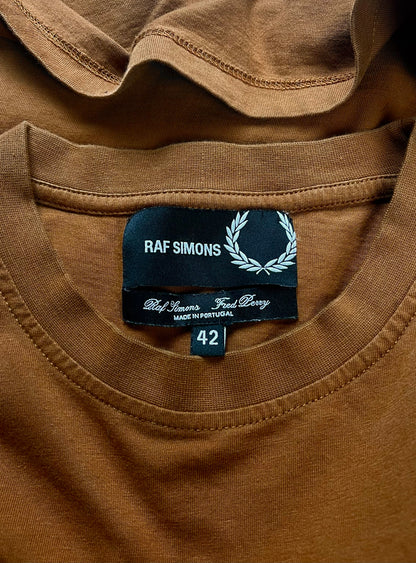 RAF SIMONS
Raf Simons Fred Perry
MADE IN PORTUGAL
42